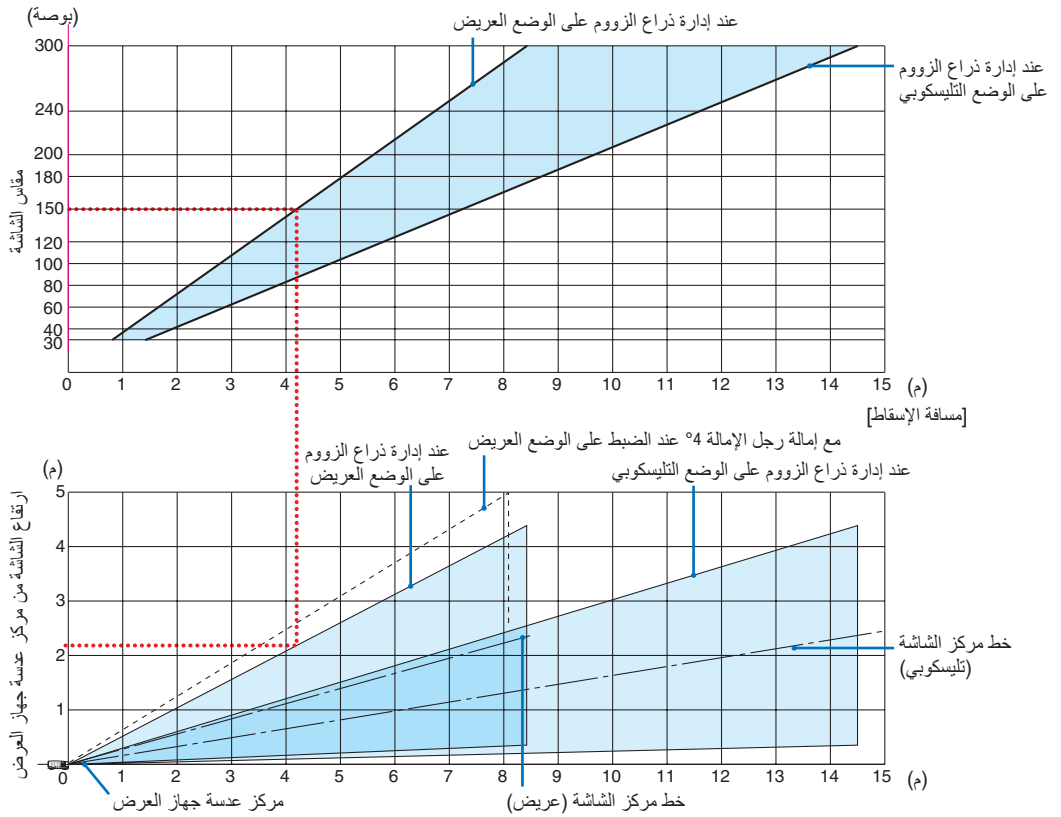 (بوصة)
عند إدارة ذراع الزووم على الوضع العريض
عند إدارة ذراع الزووم
على الوضع التليسكوبي
مقاس الشاشة
300
240
200
180
150
120
100
80
60
40
30
0 1 2 3 4 5 6 7 8 9 10 11 12 13 14 15 (م)
[مسافة الإسقاط]
مع إمالة رجل الإمالة 4° عند الضبط على الوضع العريض
عند إدارة ذراع الزووم
على الوضع العريض
عند إدارة ذراع الزووم على الوضع التليسكوبي
(م)
ارتفاع الشاشة من مركز عدسة جهاز العرض
5
4
3
2
1
خط مركز الشاشة
(تليسكوبي)
0 1 2 3 4 5 6 7 8 9 10 11 12 13 14 15 (م)
مركز عدسة جهاز العرض
خط مركز الشاشة (عريض)